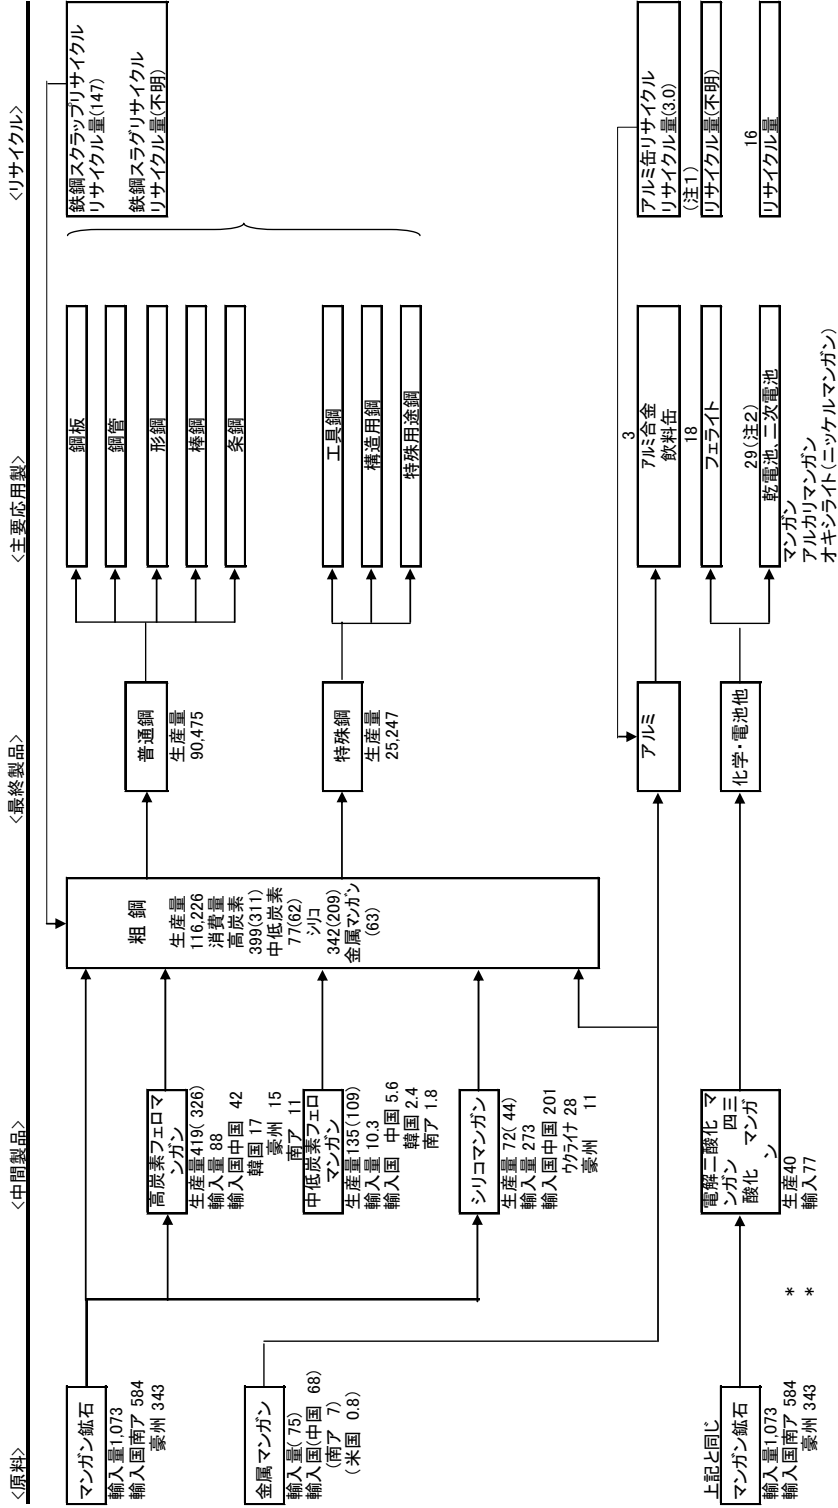 <原料>
<中間製品>
<最終製品>
<主要応用製>
<リサイクル>
マンガン鉱石
輸入量1,073
輸入国南ア 584
豪州 343
金属マンガン
輸入量( 75)
輸入国(中国 68)
(南ア 7)
(米国 0.8)
上記と同じ
マンガン鉱石
輸入量1,073
輸入国南ア 584
豪州 343
高炭素フェロマ
ンガン
生産量419( 326)
輸入量 88
輸入国中国 42
韓国 17
豪州 15
南ア 11
中低炭素フェロ
マンガン
生産量135(109)
輸入量 10.3
輸入国 中国 5.6
韓国 2.4
南ア 1.8
シリコマンガン
生産量 72( 44)
輸入量 273
輸入国中国 201
ウクライナ 28
豪州 11
電解二酸化 マ
ンガン 四三
酸化 マンガ
ン
* 生産40
* 輸入77
粗鋼
生産量
116,226
消費量
高炭素
399(311)
中低炭素
77(62)
シリコ
342(209)
金属マンガン
(63)
普通鋼
生産量
90,475
特殊鋼
生産量
25,247
アルミ
化学・電池他
鋼板
鋼管
形鋼
棒鋼
条鋼
工具鋼
構造用鋼
特殊用途鋼
3
アルミ合金
飲料缶
18
フェライト
29(注2)
乾電池、二次電池
マンガン
アルカリマンガン
オキシライト(ニッケルマンガン)
鉄鋼スクラップリサイクル
リサイクル量(147)
鉄鋼スラグリサイクル
リサイクル量(不明)
アルミ缶リサイクル
リサイクル量(3.0)
(注1)
リサイクル量(不明)
16
リサイクル量